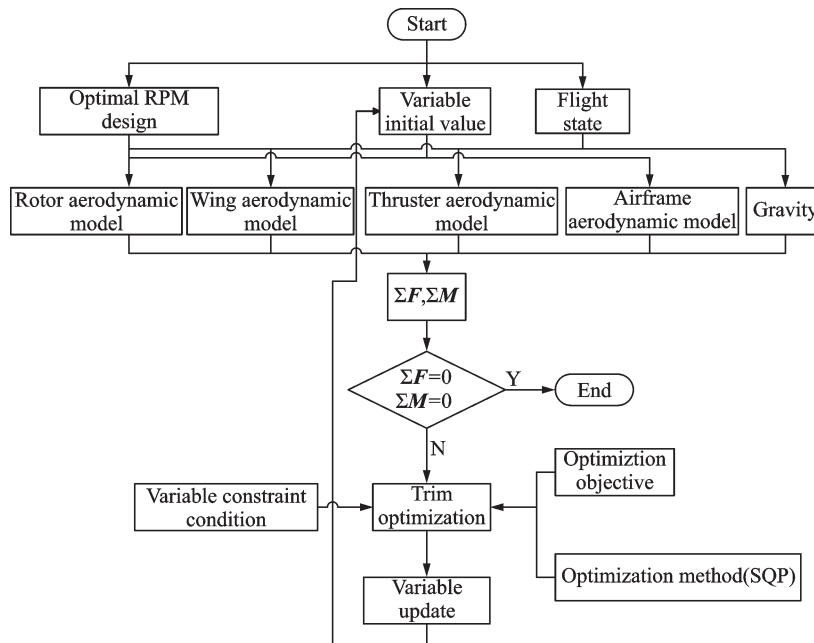 Start
Optimal RPM
design
Variable
initial value
Flight
state
Rotor aerodynamic
model
Wing aerodynamic
model
Thruster aerodynamic
model
Airframe
aerodynamic model
Gravity
ΣF,ΣM
ΣF=0
ΣM=0
Y
End
N
Variable constraint
condition
Trim
optimization
Optimiztion
objective
Optimization method(SQP)
Variable
update